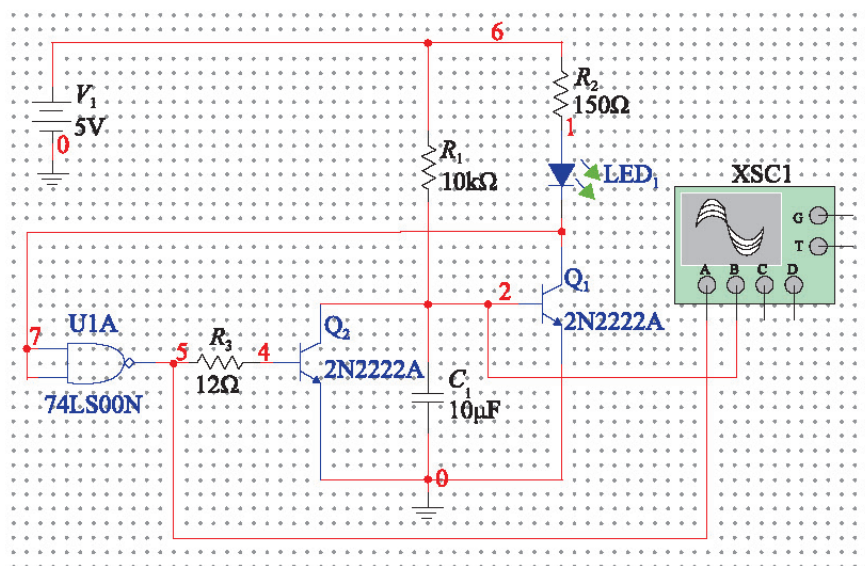 6
V₁
5V
0
R₂
150Ω
1
R₁
10kΩ
LED₁
XSC1
G
T
A B C D
2
Q₁
2N2222A
7
U1A
74LS00N
5
R₃
12Ω
4
Q₂
2N2222A
C₁
10μF
0